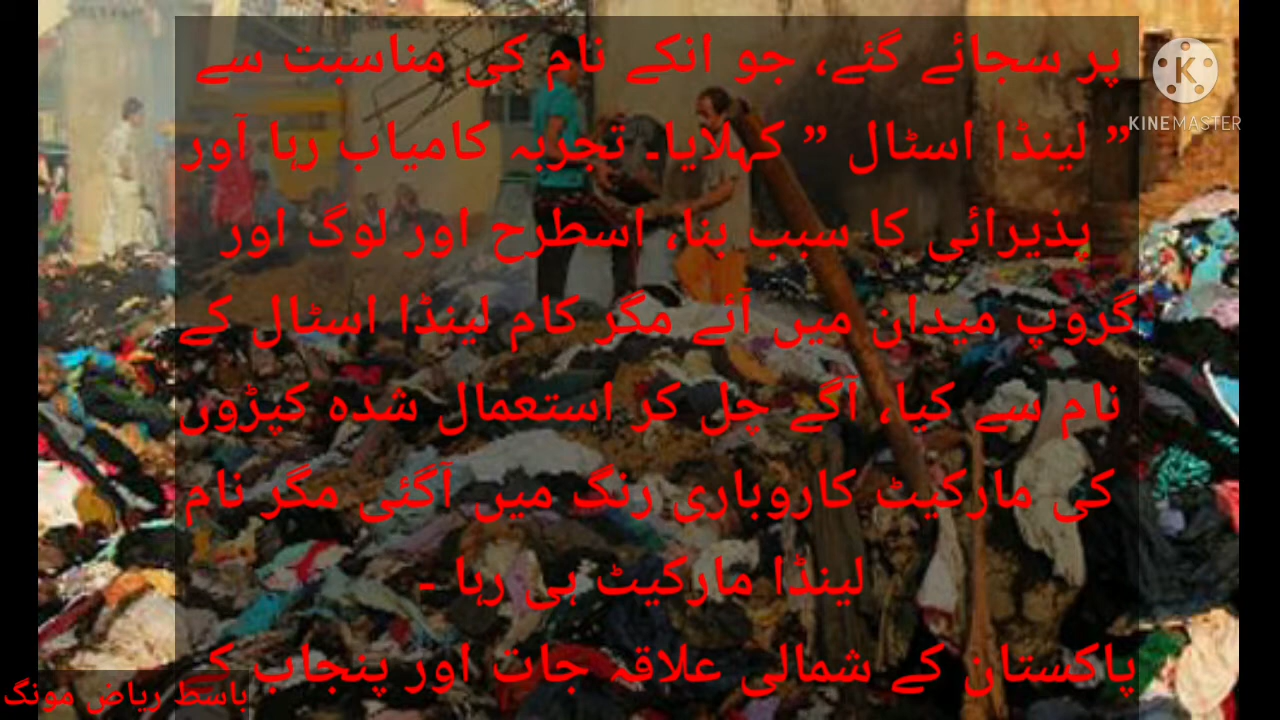 پر سجائے گئے، جو انکے نام کی مناسبت سے
” لینڈا اسٹال ” کہلایا۔ تجربہ کامیاب رہا آور
پذیرائی کا سبب بنا، اسطرح اور لوگ اور
گروپ میدان میں آئے مگر کام لینڈا اسٹال کے
نام سے کیا، آگے چل کر استعمال شدہ کپڑوں
کی مارکیٹ کاروباری رنگ میں آگئی مگر نام
لینڈا مارکیٹ ہی رہا ۔
پاکستان کے شمالی علاقہ جات اور پنجاب کے
باسط ریاض مونگ
KINEMASTER